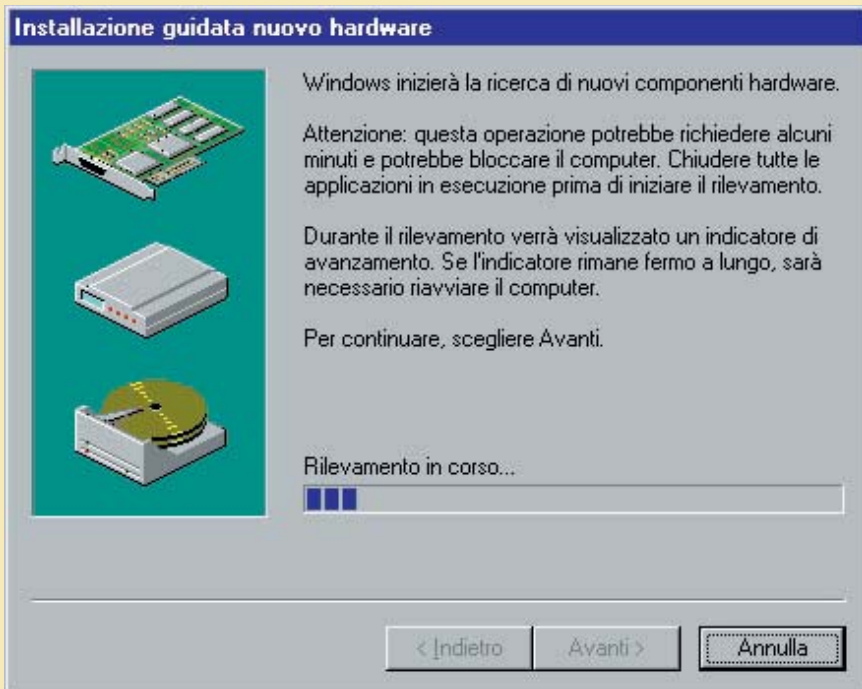 Installazione guidata nuovo hardware
Windows inizierà la ricerca di nuovi componenti hardware.
Attenzione: questa operazione potrebbe richiedere alcuni
minuti e potrebbe bloccare il computer. Chiudere tutte le
applicazioni in esecuzione prima di iniziare il rilevamento.
Durante il rilevamento verrà visualizzato un indicatore di
avanzamento. Se l'indicatore rimane fermo a lungo, sarà
necessario riavviare il computer.
Per continuare, scegliere Avanti.
Rilevamento in corso...
< Indietro
Avanti >
Annulla